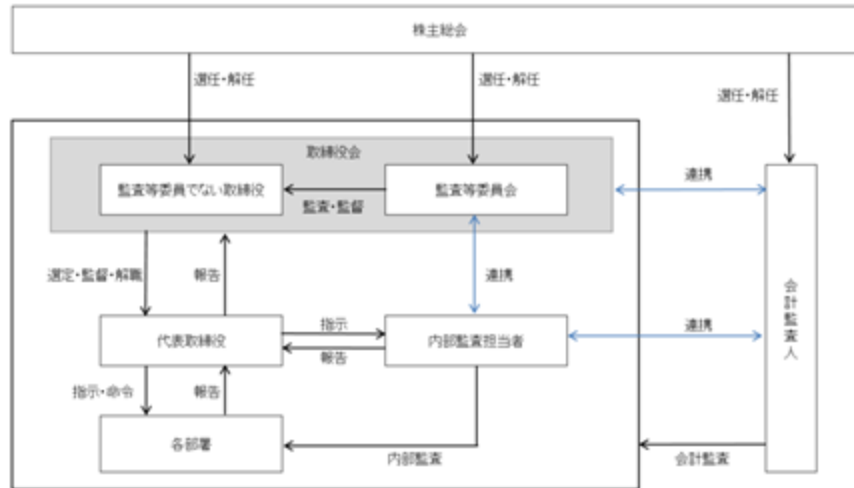 株主総会
選任・解任
選任・解任
選任・解任
取締役会
監査等委員でない取締役
監査・監督
監査等委員会
連携
選定・監督・解職
報告
連携
代表取締役
指示
報告
内部監査担当者
連携
会計監査人
指示・命令
報告
各部署
内部監査
会計監査